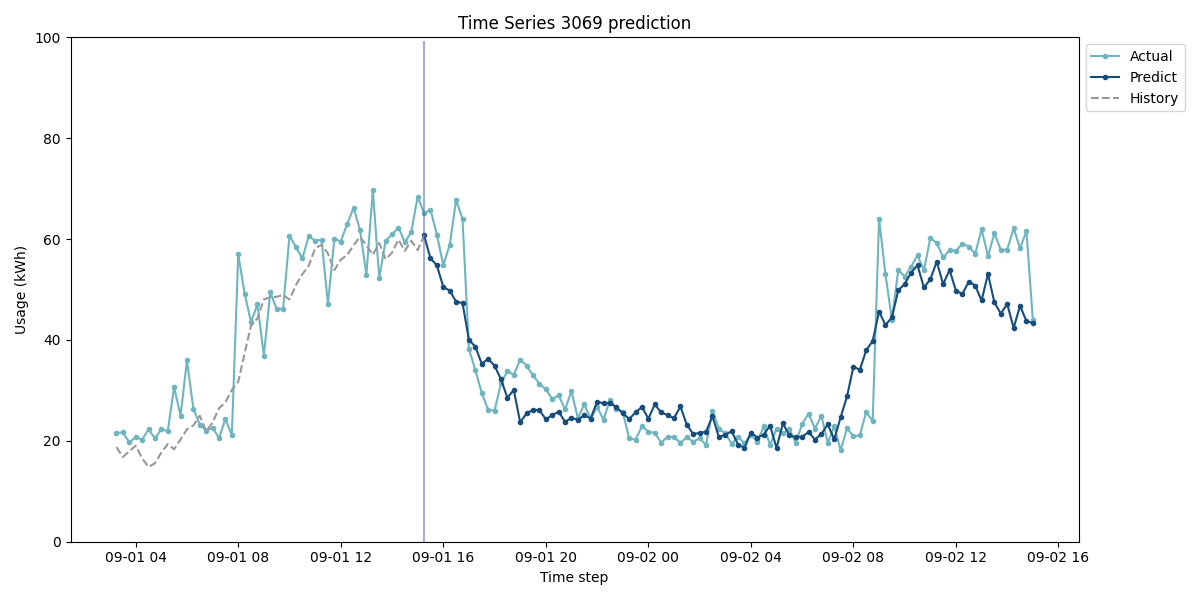 Time Series 3069 prediction
100
80
60
40
20
0
Usage (kWh)
09-01 04
09-01 08
09-01 12
09-01 16
09-01 20
09-02 00
09-02 04
09-02 08
09-02 12
09-02 16
Time step
Actual
Predict
History